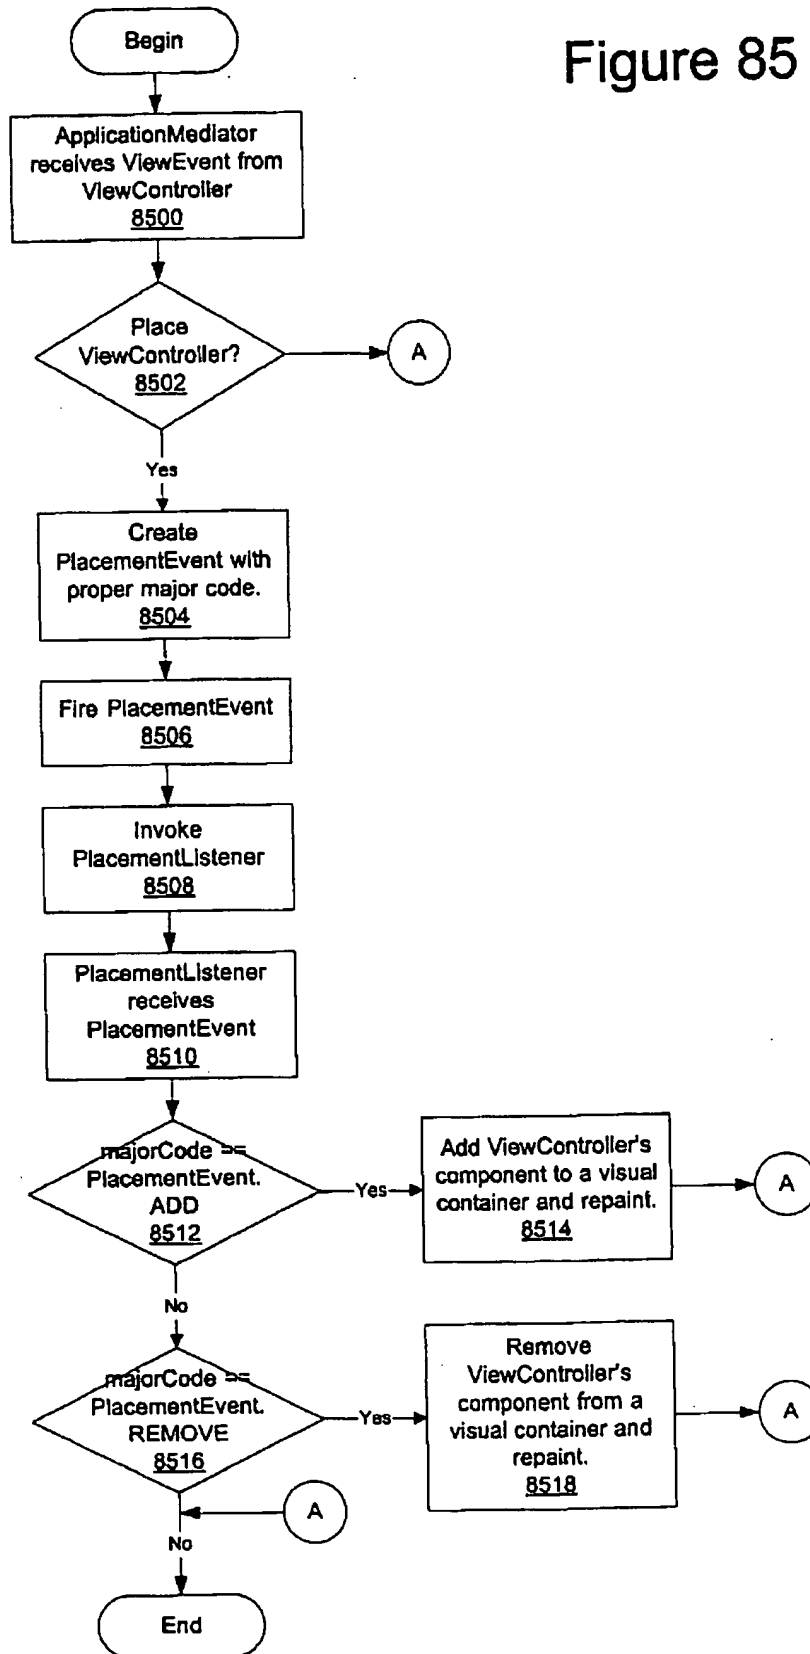 Begin
Figure 85
ApplicationMediator
receives ViewEvent from
ViewController
8500
Place
ViewController?
8502
A
Yes
Create
PlacementEvent with
proper major code.
8504
Fire PlacementEvent
8506
Invoke
PlacementListener
8508
PlacementListener
receives
PlacementEvent
8510
majorCode ==
PlacementEvent.
ADD
8512
Yes
Add ViewController's
component to a visual
container and repaint.
8514
A
No
majorCode ==
PlacementEvent.
REMOVE
8516
Yes
Remove
ViewController's
component from a
visual container and
repaint.
8518
A
A
No
End